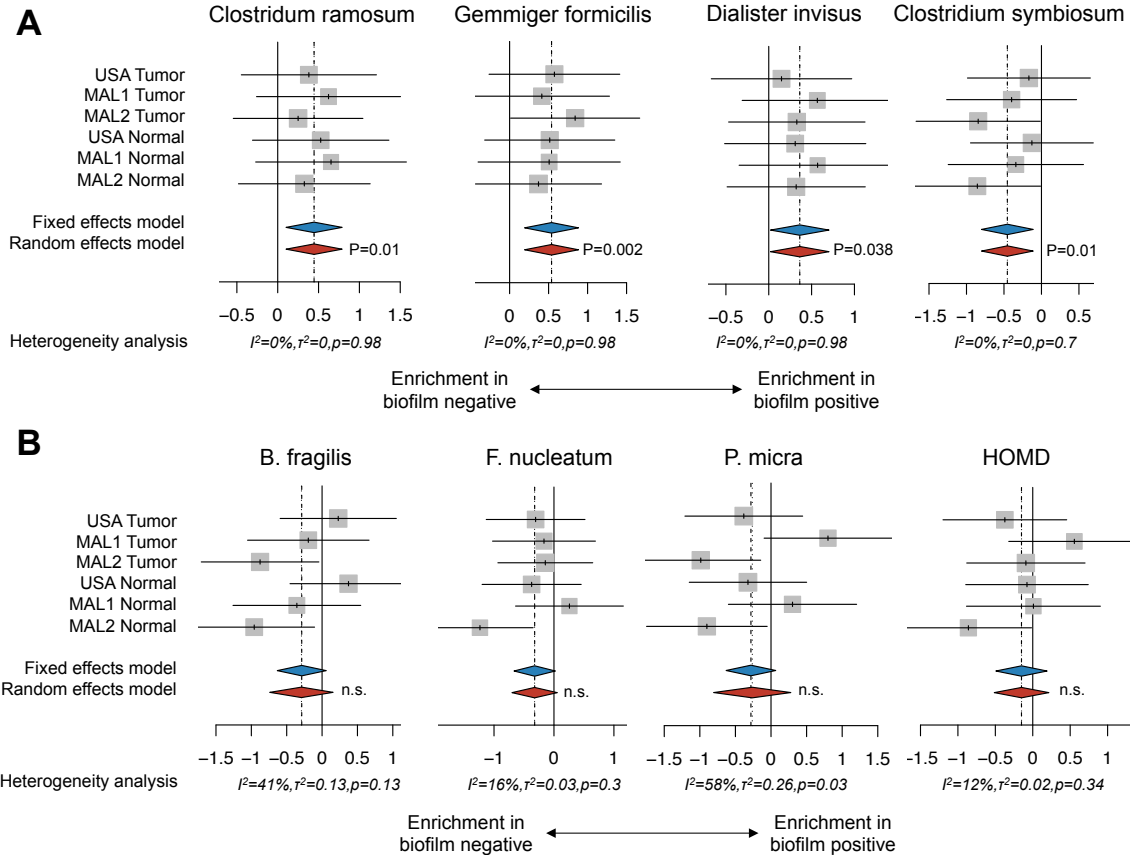 A
Clostridum ramosum
Gemmiger formicilis
Dialister invisus
Clostridium symbiosum
USA Tumor
MAL1 Tumor
MAL2 Tumor
USA Normal
MAL1 Normal
MAL2 Normal
Fixed effects model
Random effects model
P=0.01
P=0.002
P=0.038
P=0.01
−0.5 0 0.5 1 1.5
0 0.5 1 1.5
−0.5 0 0.5 1
−1.5 −1 −0.5 0 0.5
Heterogeneity analysis
I²=0%,τ²=0,p=0.98
I²=0%,τ²=0,p=0.98
I²=0%,τ²=0,p=0.98
I²=0%,τ²=0,p=0.7
Enrichment in
biofilm negative
Enrichment in
biofilm positive
B
B. fragilis
F. nucleatum
P. micra
HOMD
USA Tumor
MAL1 Tumor
MAL2 Tumor
USA Normal
MAL1 Normal
MAL2 Normal
Fixed effects model
Random effects model
n.s.
n.s.
n.s.
n.s.
−1.5 −1 −0.5 0 0.5 1
−1 0 1
−1.5 −1 −0.5 0 0.5 1 1.5
−1.5 −1 −0.5 0 0.5 1
Heterogeneity analysis
I²=41%,τ²=0.13,p=0.13
I²=16%,τ²=0.03,p=0.3
I²=58%,τ²=0.26,p=0.03
I²=12%,τ²=0.02,p=0.34
Enrichment in
biofilm negative
Enrichment in
biofilm positive